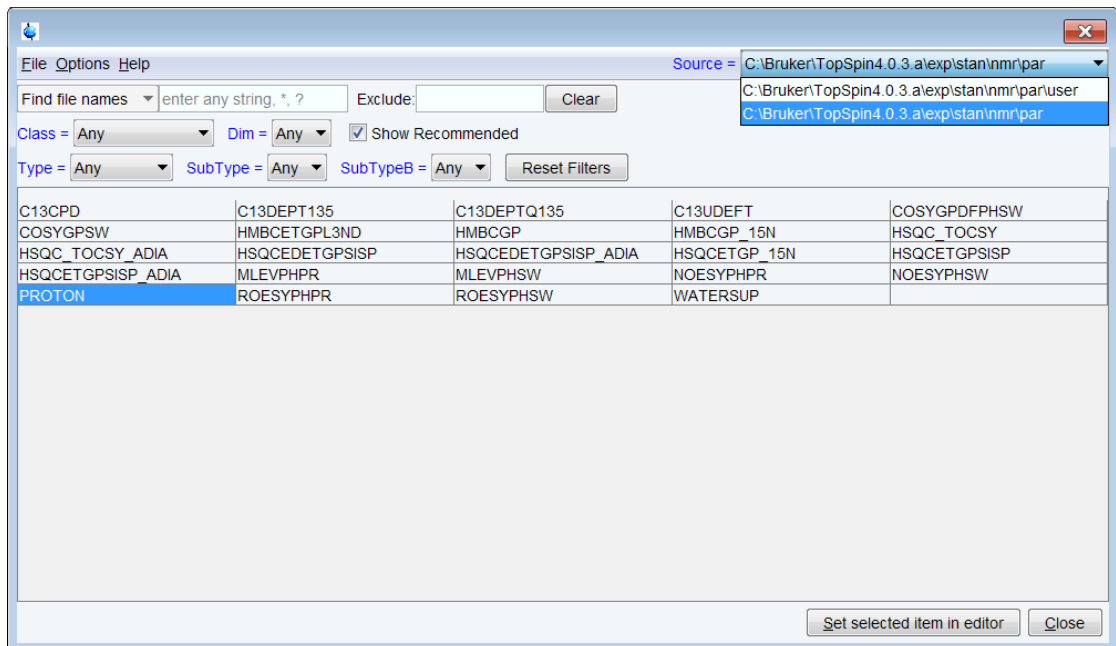 File Options Help Source = C:\Bruker\TopSpin4.0.3.a\exp\stan\nmr\par
C:\Bruker\TopSpin4.0.3.a\exp\stan\nmr\par\user
C:\Bruker\TopSpin4.0.3.a\exp\stan\nmr\par
Find file names enter any string, *, ? Exclude: Clear
Class = Any Dim = Any Show Recommended
Type = Any SubType = Any SubTypeB = Any Reset Filters
C13CPD C13DEPT135 C13DEPTQ135 C13UDEFT COSYGPDFPHSW
COSYGPSW HMBCETGPL3ND HMBCGP HMBCGP_15N HSQC_TOCSY
HSQC_TOCSY_ADIA HSQCEDETGPSISP HSQCEDETGPSISP_ADIA HSQCETGP_15N HSQCETGPSISP
HSQCETGPSISP_ADIA MLEVPHPR MLEVPHSW NOESYPHPR NOESYPHSW
PROTON ROESYPHPR ROESYPHSW WATERSUP
Set selected item in editor Close